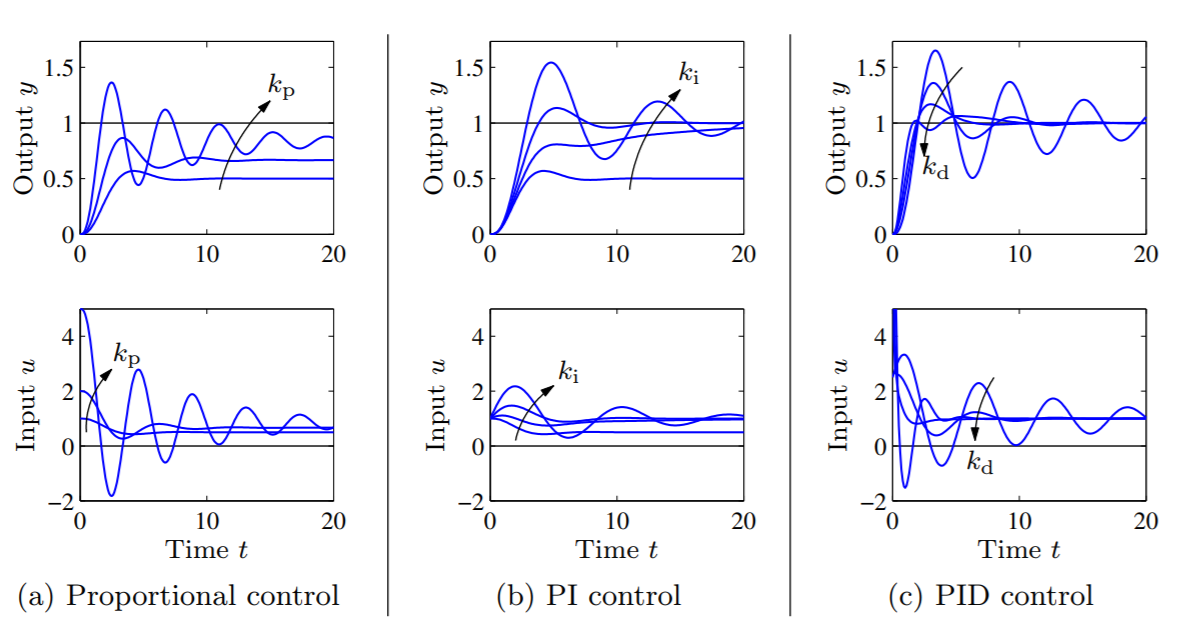 Output y
1.5
1
0.5
0
0
10
20
kp
Input u
4
2
0
−2
0
10
20
kp
Time t
(a) Proportional control
Output y
1.5
1
0.5
0
0
10
20
ki
Input u
4
2
0
−2
0
10
20
ki
Time t
(b) PI control
Output y
1.5
1
0.5
0
0
10
20
kd
Input u
4
2
0
−2
0
10
20
kd
Time t
(c) PID control